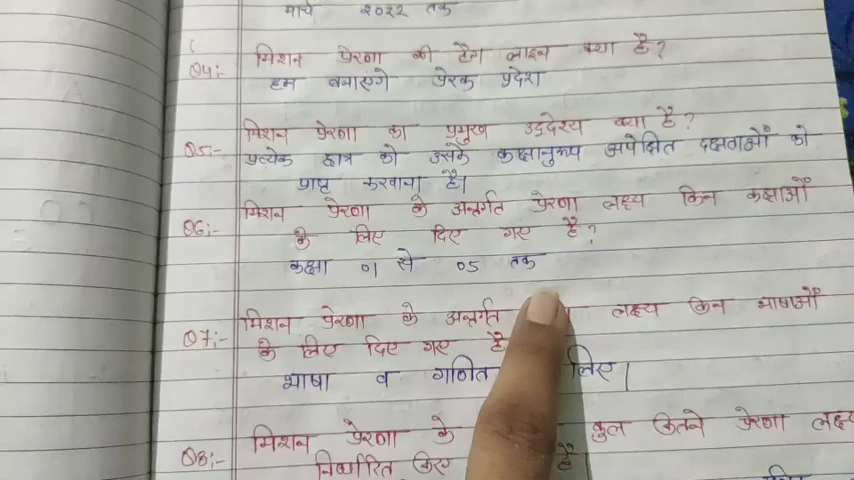 मार्च २०२२ तक
Q4:- मिशन प्रेरणा की टैग लाइन क्या है?
हम बनाएंगे प्रेरक प्रदेश
मिशन प्रेरणा का प्रमुख उद्देश्य क्या है?
Q5:- प्रत्येक छात्र को उसके कक्षानुरूप अपेक्षित दक्षताओं को
प्राप्त करवाना है।
मिशन प्रेरणा के अन्तर्गत प्रेरणा लक्ष्य किन कक्षाओं
Q6:- के लिए दिए गए है?
कक्षा 01 से 05 तक
मिशन प्रेरणा के अन्तर्गत लक्ष्य किन भाषाओं
Q7:- के लिए दिए गए है
भाषा व गणित लिए।
मिशन प्रेरणा के कुल कितने प्रेरणा लक्ष्य
Q8:- निर्धारित किए है।